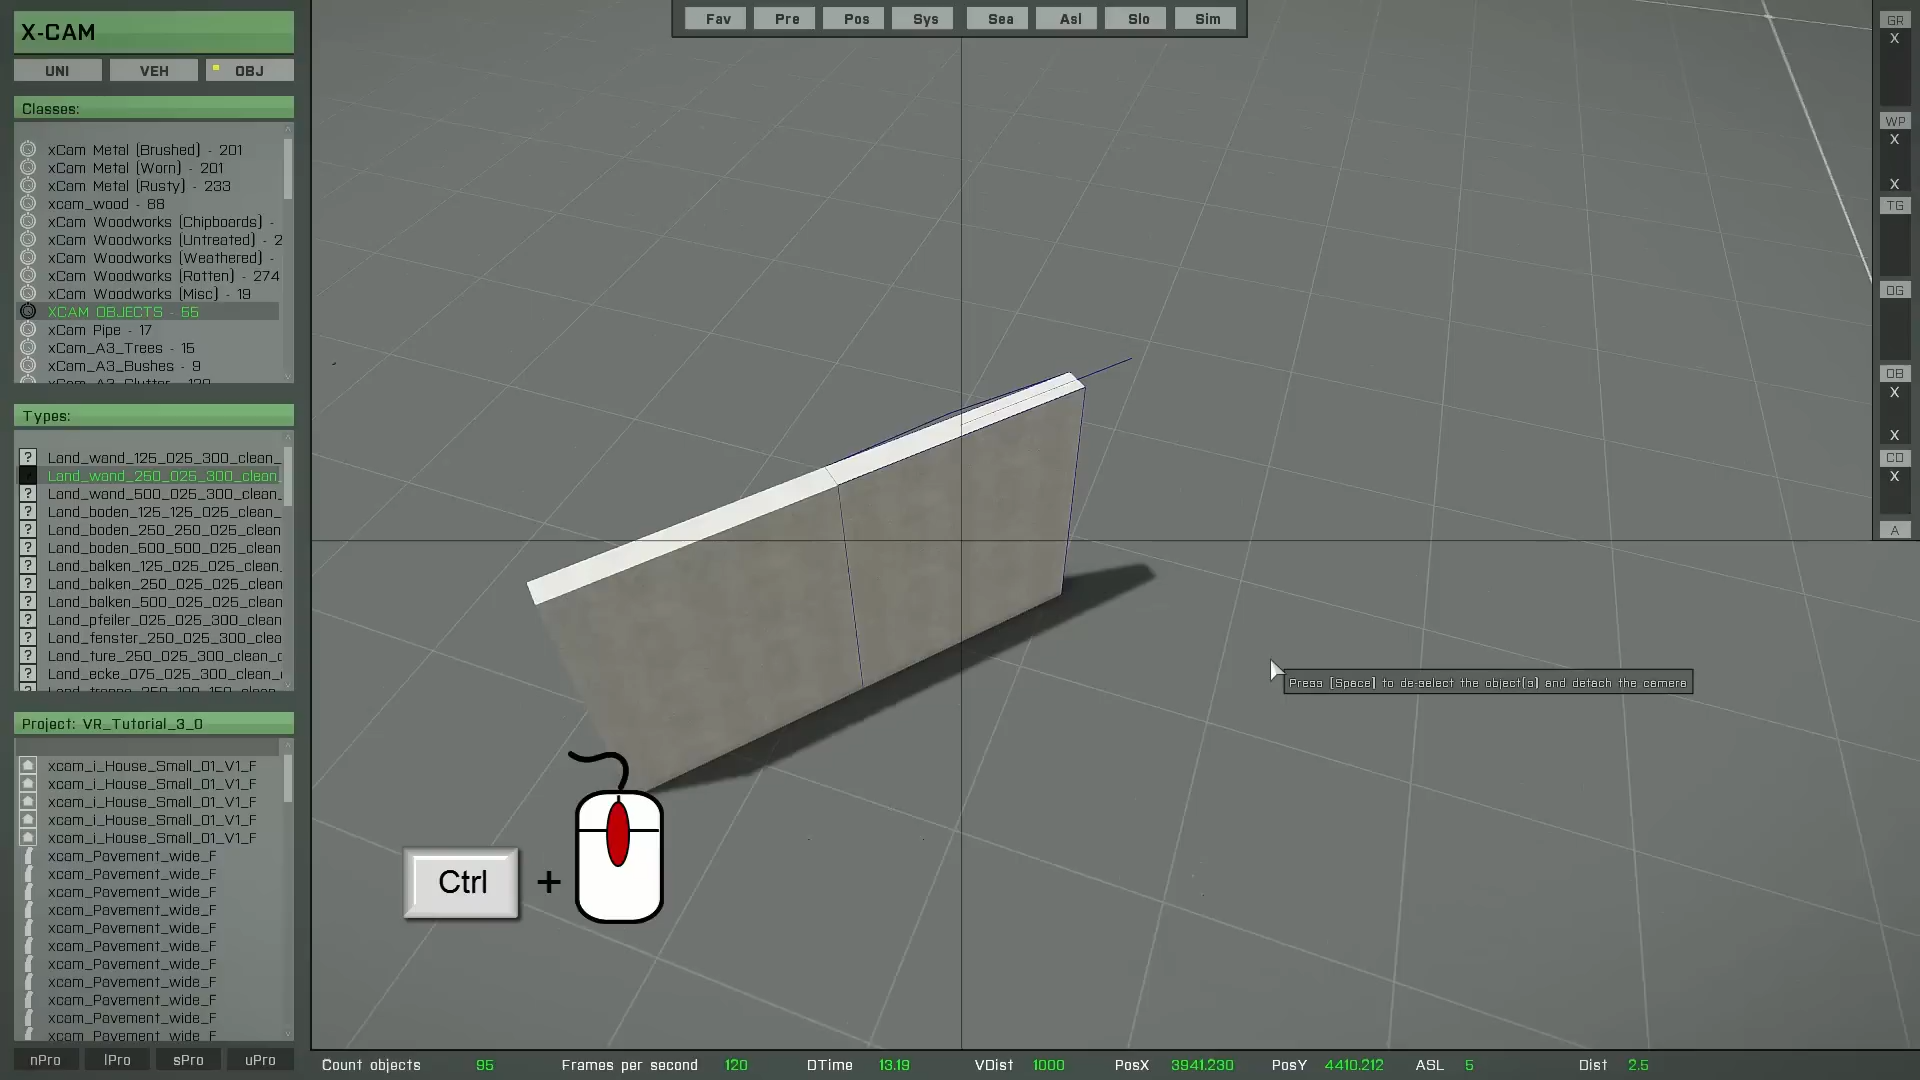 X-CAM
UNI VEH OBJ
Classes:
xCam Metal (Brushed) - 201
xCam Metal (Worn) - 201
xCam Metal (Rusty) - 233
xcam_wood - 88
xCam Woodworks (Chipboards) -
xCam Woodworks (Untreated) - 2
xCam Woodworks (Weathered) -
xCam Woodworks (Rotten) - 274
xCam Woodworks (Misc) - 19
XCAM OBJECTS - 55
xCam Pipe - 17
xCam_A3_Trees - 15
xCam_A3_Bushes - 9
Types:
Land_wand_125_025_300_clean_
Land_wand_250_025_300_clean_
Land_wand_500_025_300_clean_
Land_boden_125_125_025_clean
Land_boden_250_250_025_clean
Land_boden_500_500_025_clean
Land_balken_125_025_025_clean
Land_balken_250_025_025_clean
Land_balken_500_025_025_clean
Land_pfeiler_025_025_300_clean
Land_fenster_250_025_300_clea
Land_ture_250_025_300_clean_c
Land_ecke_075_025_300_clean_
Project: VR_Tutorial_3_0
xcam_i_House_Small_01_V1_F
xcam_i_House_Small_01_V1_F
xcam_i_House_Small_01_V1_F
xcam_i_House_Small_01_V1_F
xcam_i_House_Small_01_V1_F
xcam_Pavement_wide_F
xcam_Pavement_wide_F
xcam_Pavement_wide_F
xcam_Pavement_wide_F
xcam_Pavement_wide_F
xcam_Pavement_wide_F
xcam_Pavement_wide_F
xcam_Pavement_wide_F
xcam_Pavement_wide_F
xcam_Pavement_wide_F
xcam_Pavement_wide_F
nPro lPro sPro uPro
Fav Pre Pos Sys Sea Asl Slo Sim
Press [Space] to de-select the object(s) and detach the camera
Ctrl +
GR
X
WP
X
X
TG
OG
OB
X
X
CO
X
A
Count objects 95 Frames per second 120 DTime 13.19 VDist 1000 PosX 3941.230 PosY 4410.212 ASL 5 Dist 2.5